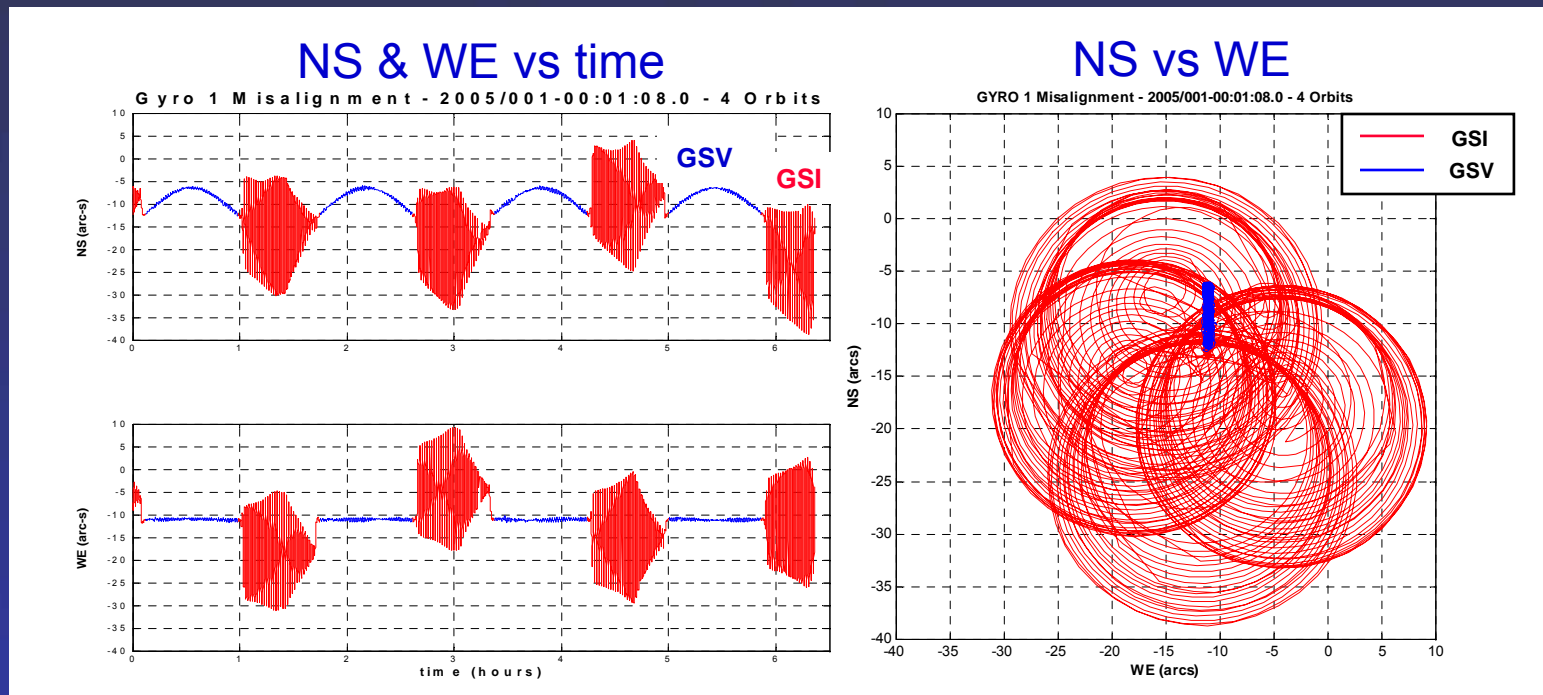 NS & WE vs time
Gyro 1 Misalignment - 2005/001-00:01:08.0 - 4 Orbits
10
5
0
-5
-10
-15
-20
-25
-30
-35
-40
NS (arc-s)
GSV
GSI
0 1 2 3 4 5 6
10
5
0
-5
-10
-15
-20
-25
-30
-35
-40
WE (arc-s)
0 1 2 3 4 5 6
time (hours)
NS vs WE
GYRO 1 Misalignment - 2005/001-00:01:08.0 - 4 Orbits
GSI
GSV
10
5
0
-5
-10
-15
-20
-25
-30
-35
-40
NS (arcs)
-40 -35 -30 -25 -20 -15 -10 -5 0 5 10
WE (arcs)